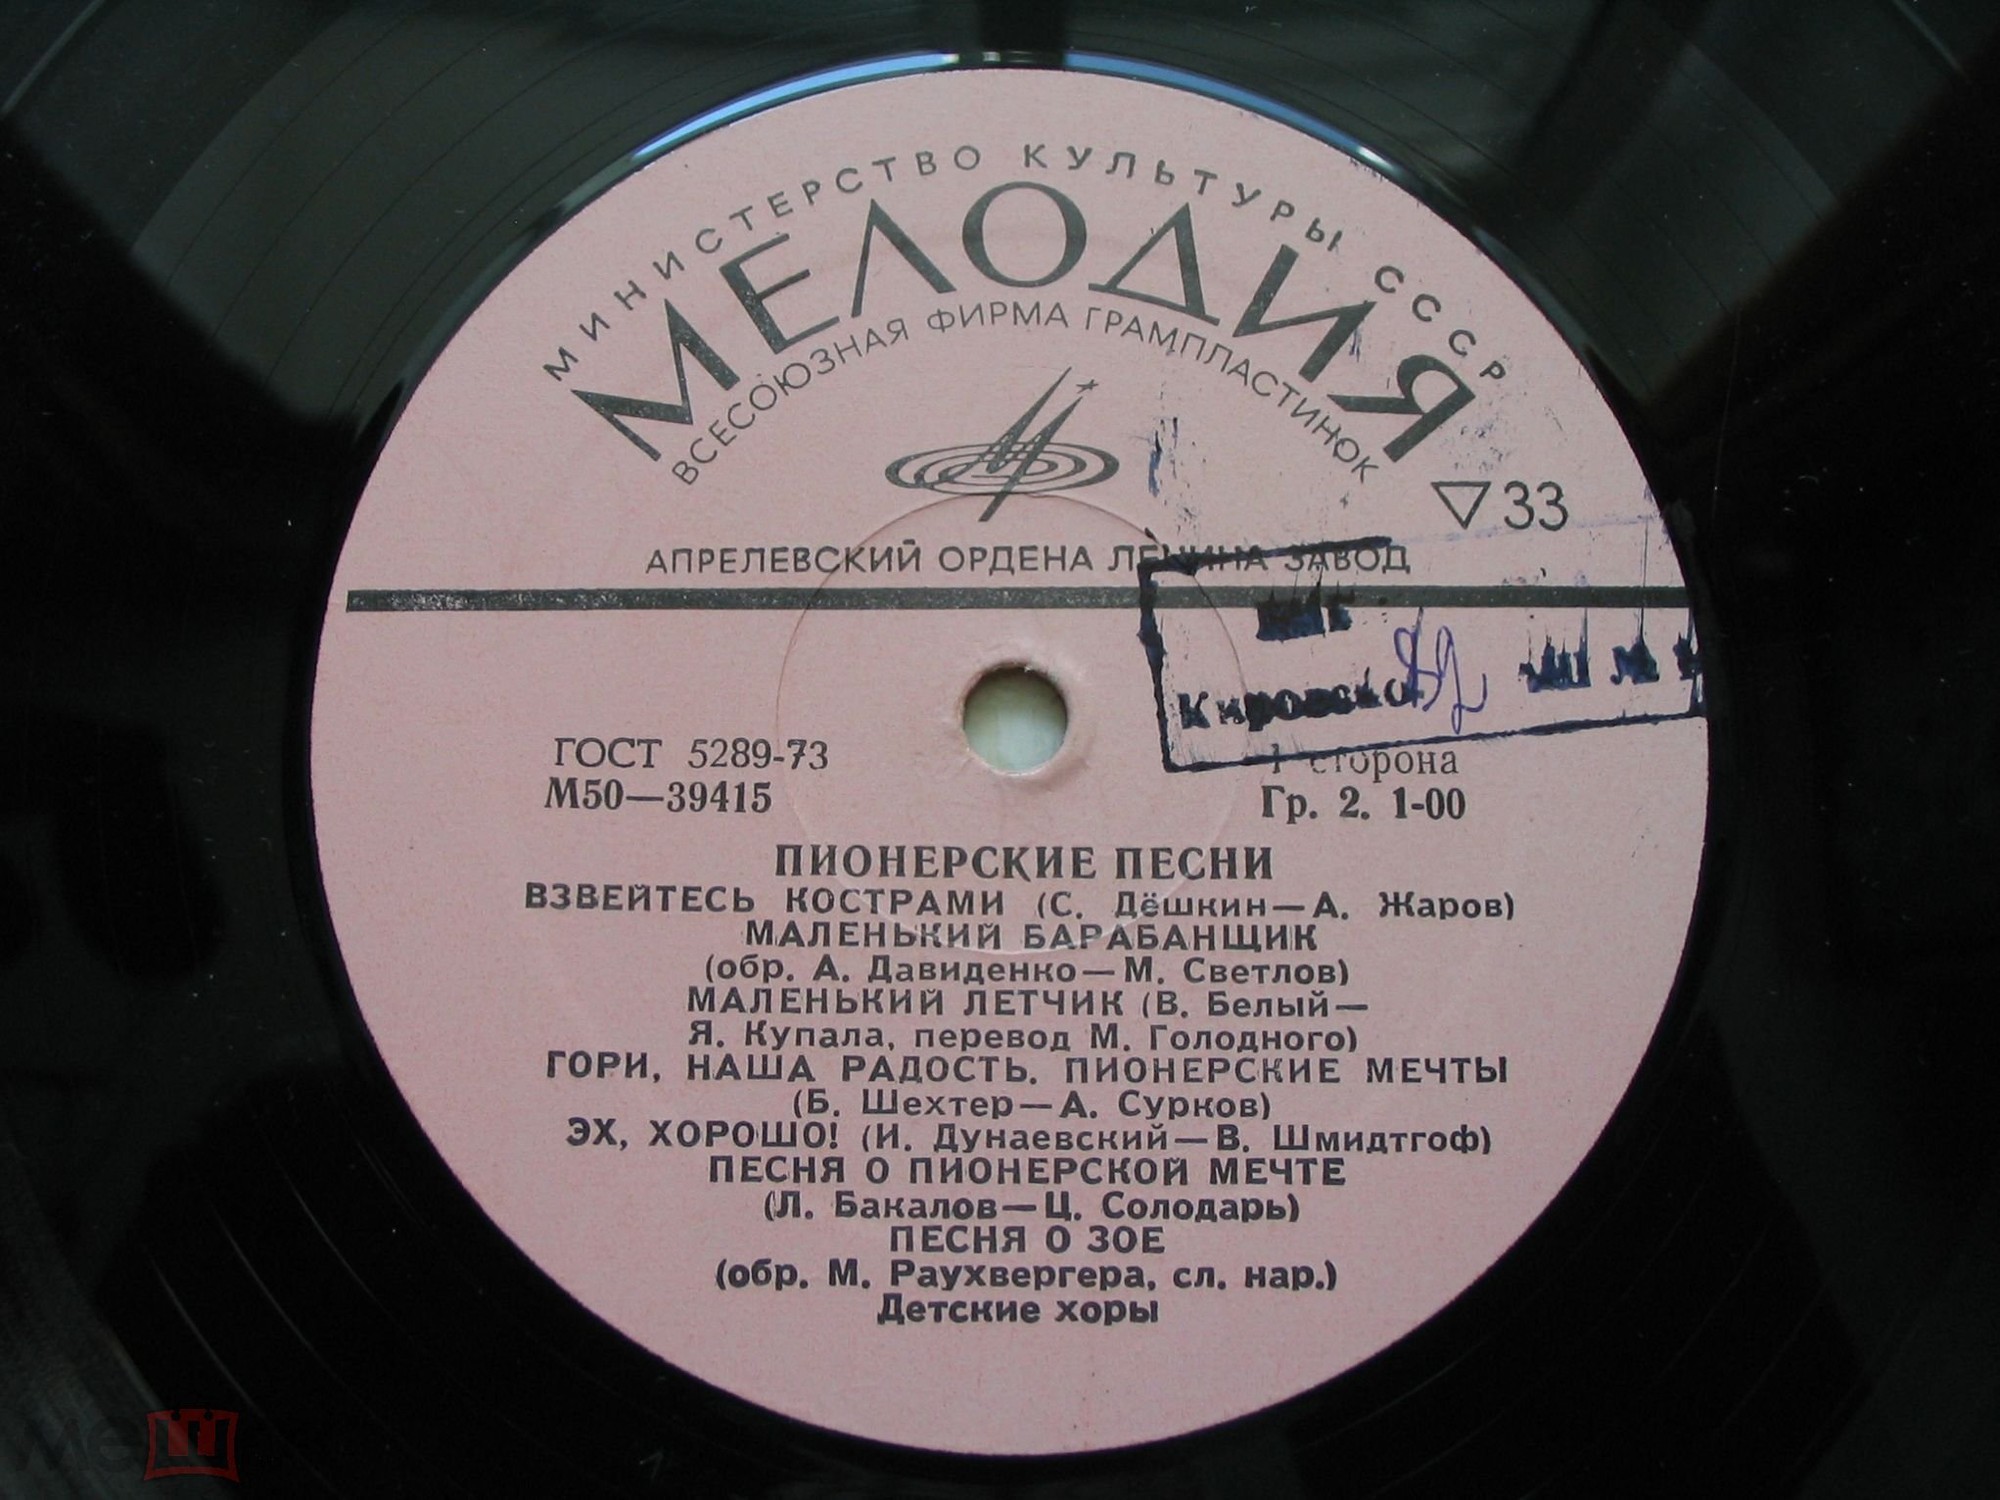 МИНИСТЕРСТВО КУЛЬТУРЫ СССР
МЕЛОДИЯ
ВСЕСОЮЗНАЯ ФИРМА ГРАМПЛАСТИНОК
▽33
АПРЕЛЕВСКИЙ ОРДЕНА ЛЕНИНА ЗАВОД
ГОСТ 5289-73
М50—39415
1 сторона
Гр. 2. 1-00
ПИОНЕРСКИЕ ПЕСНИ
ВЗВЕЙТЕСЬ КОСТРАМИ (С. Дёшкин—А. Жаров)
МАЛЕНЬКИЙ БАРАБАНЩИК
(обр. А. Давиденко—М. Светлов)
МАЛЕНЬКИЙ ЛЕТЧИК (В. Белый—
Я. Купала, перевод М. Голодного)
ГОРИ, НАША РАДОСТЬ. ПИОНЕРСКИЕ МЕЧТЫ
(Б. Шехтер—А. Сурков)
ЭХ, ХОРОШО! (И. Дунаевский—В. Шмидтгоф)
ПЕСНЯ О ПИОНЕРСКОЙ МЕЧТЕ
(Л. Бакалов—Ц. Солодарь)
ПЕСНЯ О ЗОЕ
(обр. М. Раухвергера, сл. нар.)
Детские хоры
меш